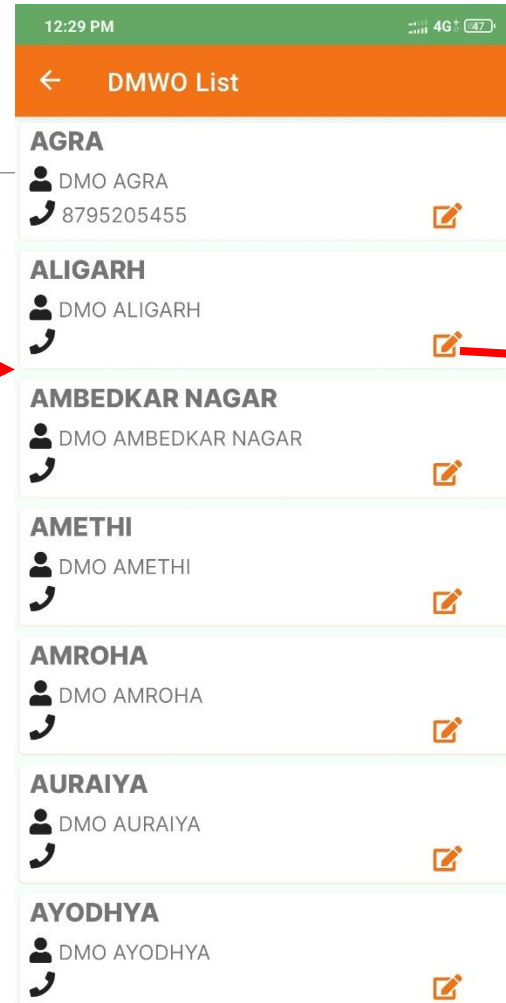 12:29 PM 4G+ 47
DMWO List
AGRA
DMO AGRA
8795205455
ALIGARH
DMO ALIGARH
AMBEDKAR NAGAR
DMO AMBEDKAR NAGAR
AMETHI
DMO AMETHI
AMROHA
DMO AMROHA
AURAIYA
DMO AURAIYA
AYODHYA
DMO AYODHYA